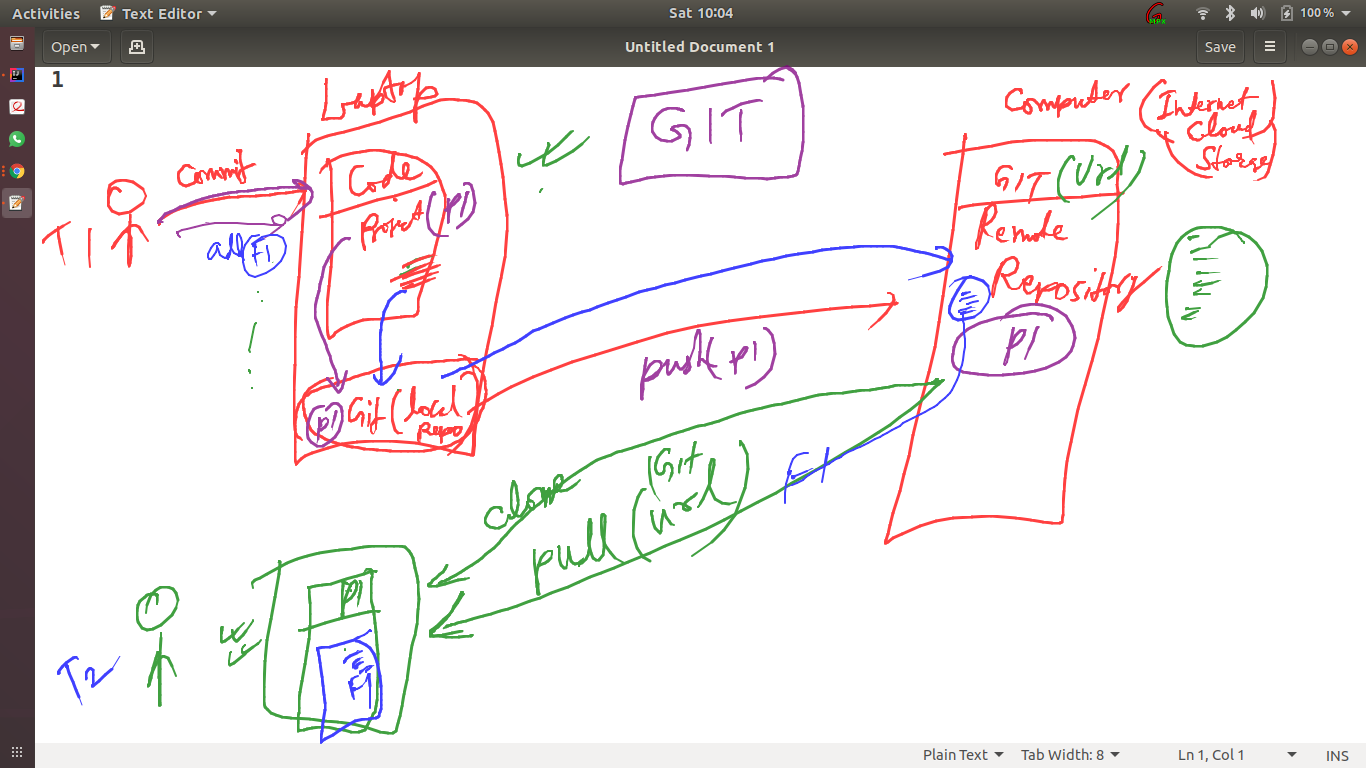 Activities Text Editor Sat 10:04 MPX 100%
Open Untitled Document 1 Save
1
Laptop
GIT
Computer
Internet
Cloud
Storage
Commit
Code
GIT (Url)
T1
Project (P1)
Remote
add F1
Repository
P1
push (P1)
P1 Git (local
repo
clone
(Git
url)
pull
F1
P1
T2
F1
Plain Text Tab Width: 8 Ln 1, Col 1 INS